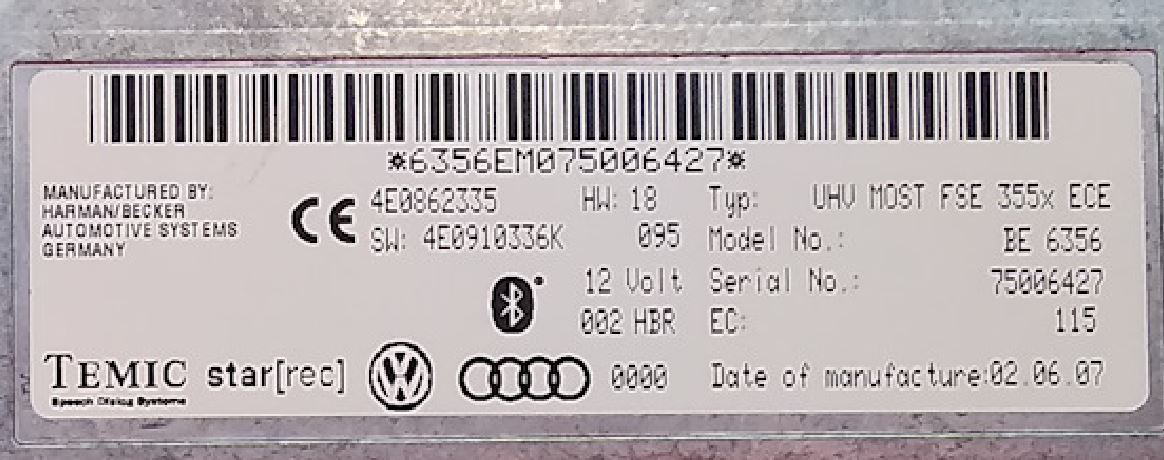 *6356EM075006427*
MANUFACTURED BY:
HARMAN/BECKER
AUTOMOTIVE SYSTEMS
GERMANY
CE
4E0862335 HW: 18 Typ: UHV MOST FSE 355x ECE
SW: 4E0910336K 095 Model No.: BE 6356
12 Volt Serial No.: 75006427
002 HBR EC: 115
TEMIC star[rec] 0000 Date of manufacture:02.06.07
Speech Dialog Systems